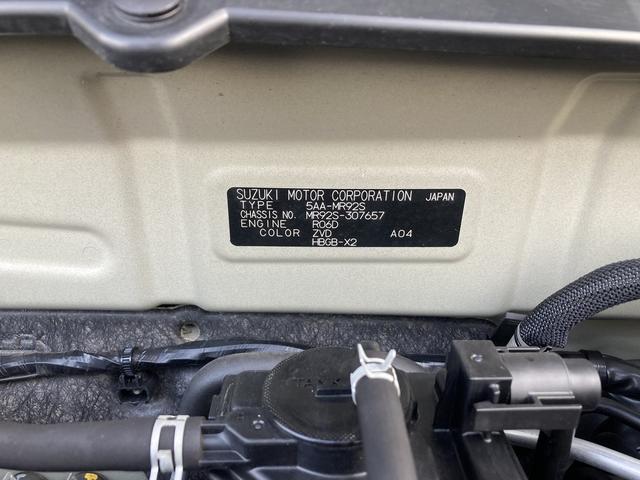 SUZUKI MOTOR CORPORATION JAPAN
TYPE 5AA-MR92S
CHASSIS NO. MR92S-307657
ENGINE R06D
COLOR ZVD A04
HBGB-X2